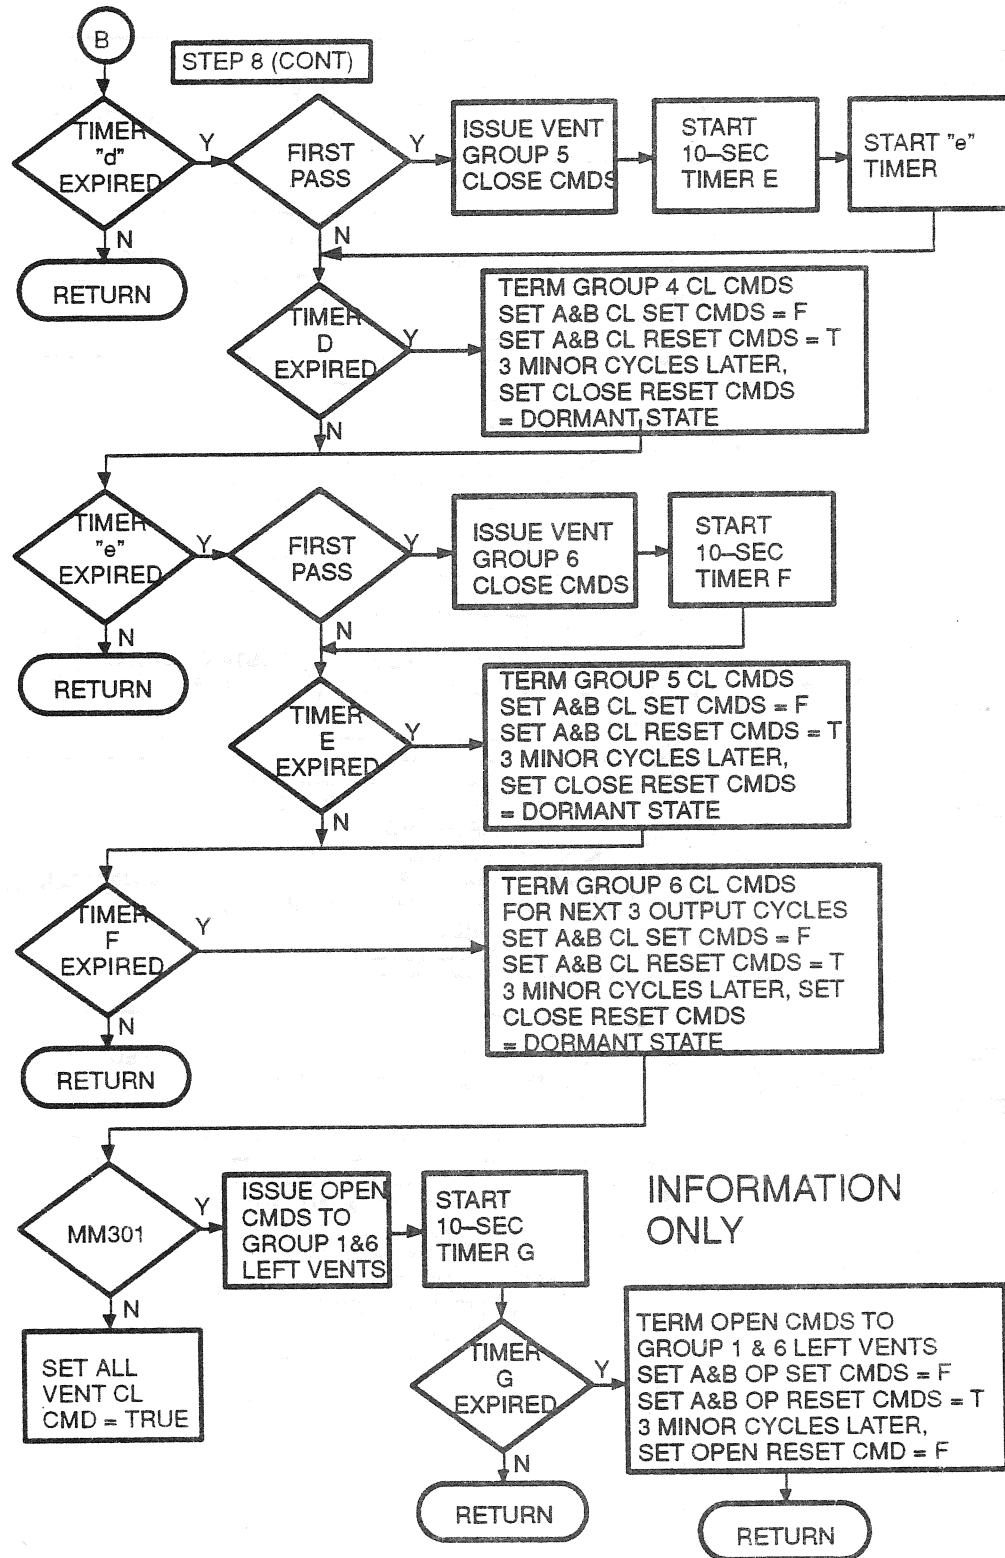 B
STEP 8 (CONT)
TIMER
"d"
EXPIRED
Y
N
RETURN
FIRST
PASS
Y
N
ISSUE VENT
GROUP 5
CLOSE CMDS
START
10–SEC
TIMER E
START "e"
TIMER
TIMER
D
EXPIRED
Y
N
TERM GROUP 4 CL CMDS
SET A&B CL SET CMDS = F
SET A&B CL RESET CMDS = T
3 MINOR CYCLES LATER,
SET CLOSE RESET CMDS
= DORMANT STATE
TIMER
"e"
EXPIRED
Y
N
RETURN
FIRST
PASS
Y
N
ISSUE VENT
GROUP 6
CLOSE CMDS
START
10–SEC
TIMER F
TIMER
E
EXPIRED
Y
N
TERM GROUP 5 CL CMDS
SET A&B CL SET CMDS = F
SET A&B CL RESET CMDS = T
3 MINOR CYCLES LATER,
SET CLOSE RESET CMDS
= DORMANT STATE
TIMER
F
EXPIRED
Y
N
RETURN
TERM GROUP 6 CL CMDS
FOR NEXT 3 OUTPUT CYCLES
SET A&B CL SET CMDS = F
SET A&B CL RESET CMDS = T
3 MINOR CYCLES LATER, SET
CLOSE RESET CMDS
= DORMANT STATE
MM301
Y
N
SET ALL
VENT CL
CMD = TRUE
ISSUE OPEN
CMDS TO
GROUP 1&6
LEFT VENTS
START
10–SEC
TIMER G
INFORMATION
ONLY
TIMER
G
EXPIRED
Y
N
RETURN
TERM OPEN CMDS TO
GROUP 1 & 6 LEFT VENTS
SET A&B OP SET CMDS = F
SET A&B OP RESET CMDS = T
3 MINOR CYCLES LATER,
SET OPEN RESET CMD = F
RETURN